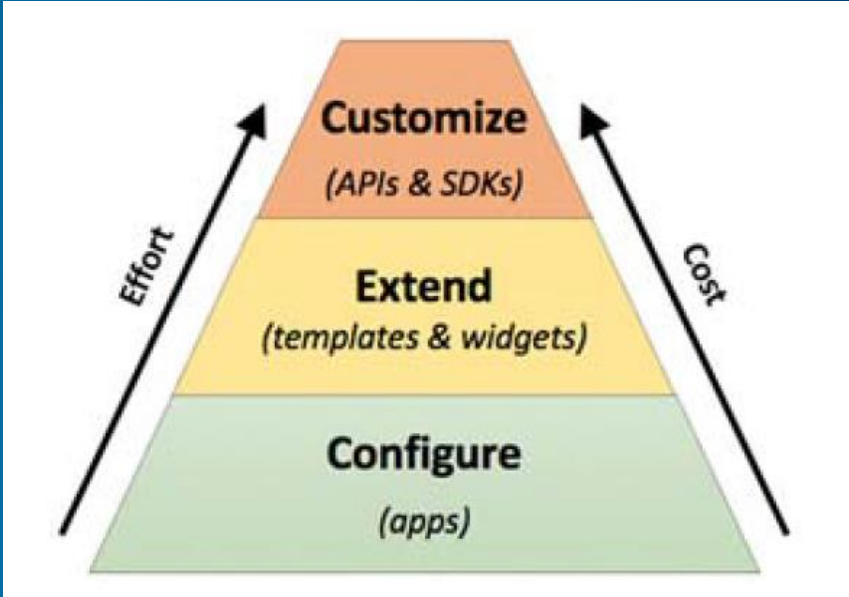 Customize
(APIs & SDKs)
Effort
Cost
Extend
(templates & widgets)
Configure
(apps)